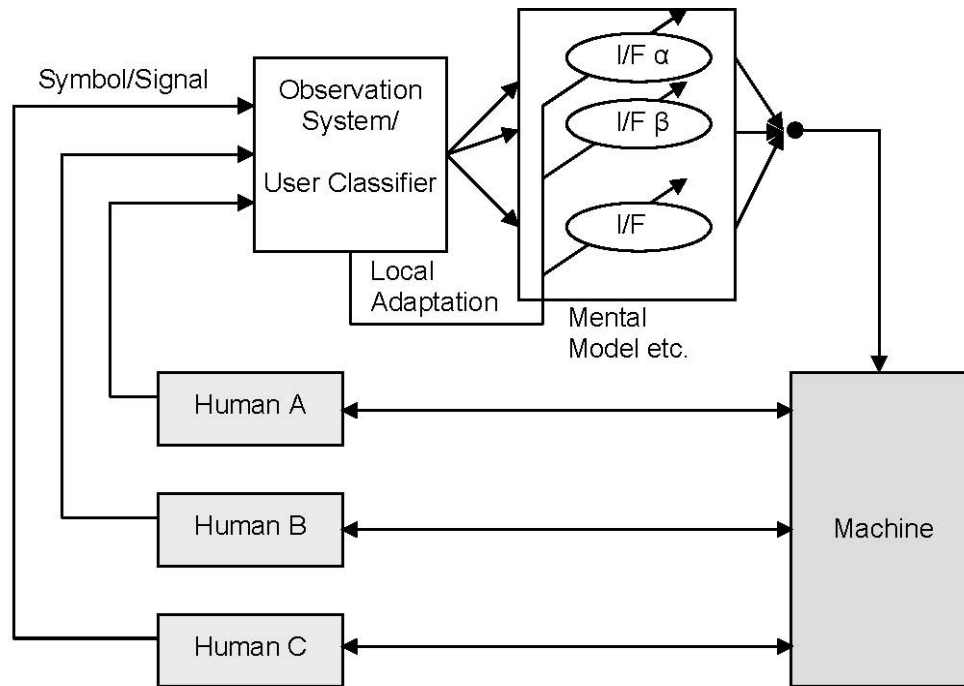 Symbol/Signal
Observation
System/
User Classifier
I/F α
I/F β
I/F
Local
Adaptation
Mental
Model etc.
Human A
Human B
Machine
Human C